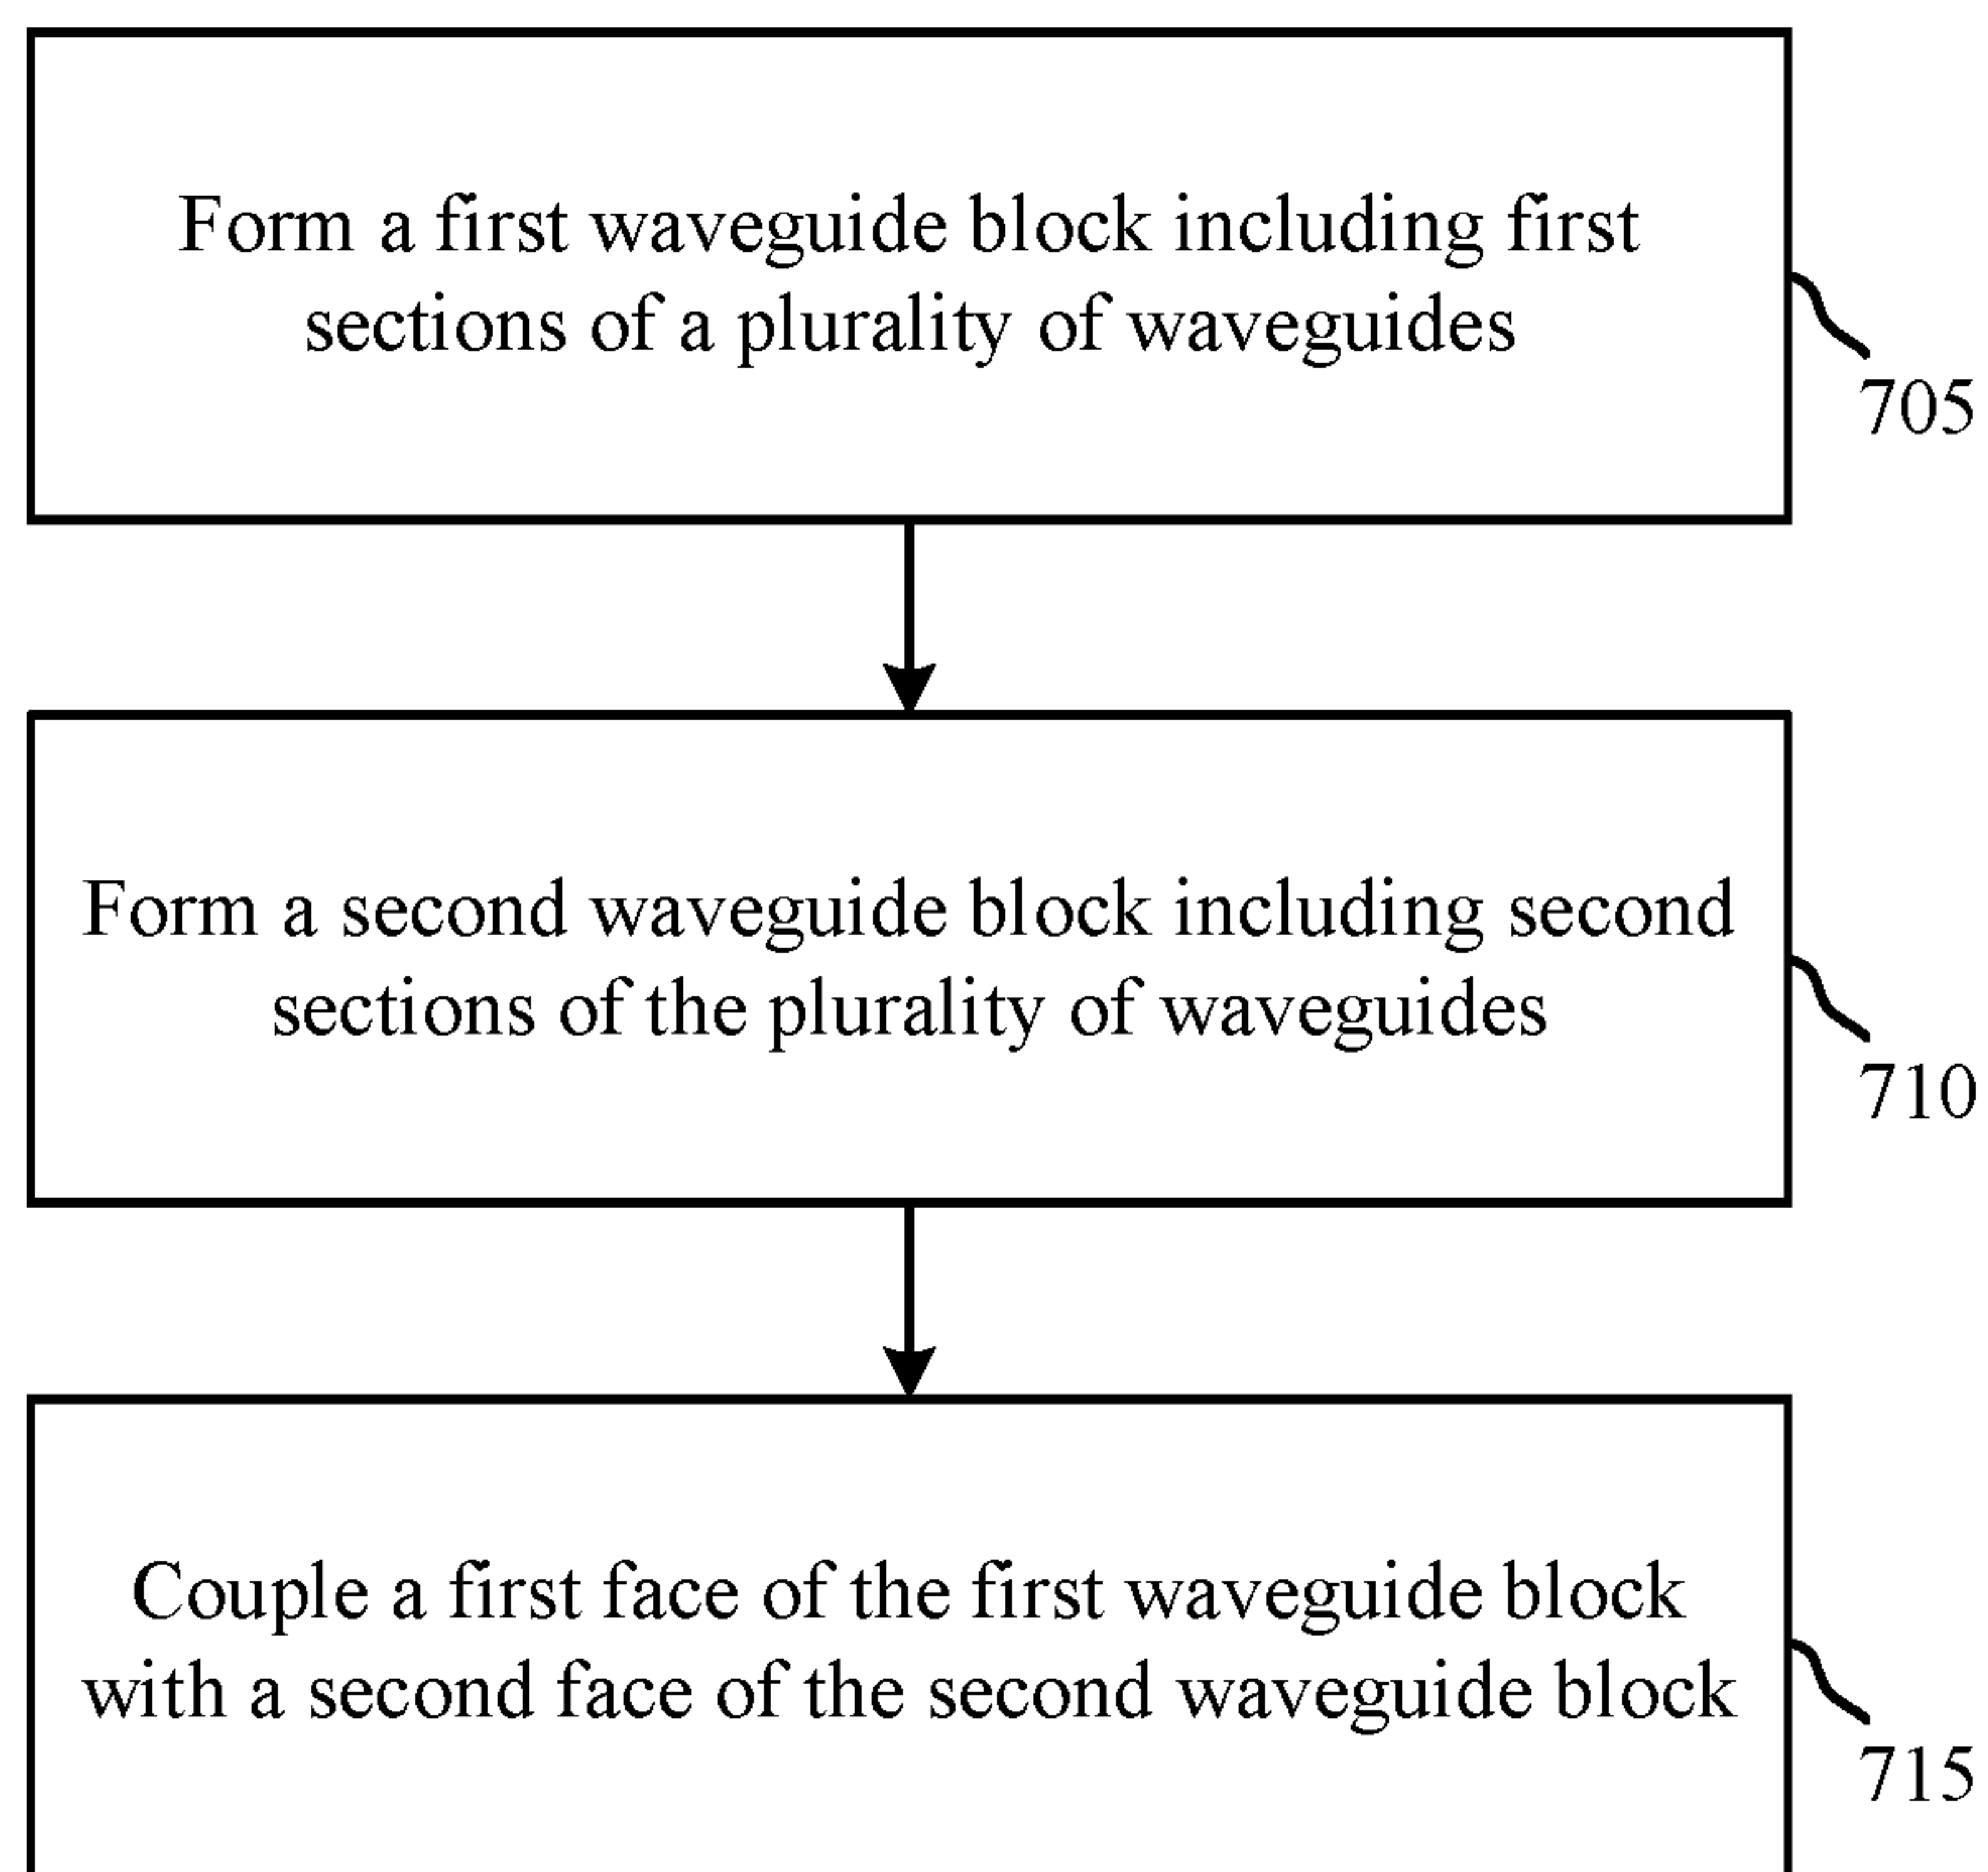 Form a first waveguide block including first
sections of a plurality of waveguides
705
Form a second waveguide block including second
sections of the plurality of waveguides
710
Couple a first face of the first waveguide block
with a second face of the second waveguide block
715